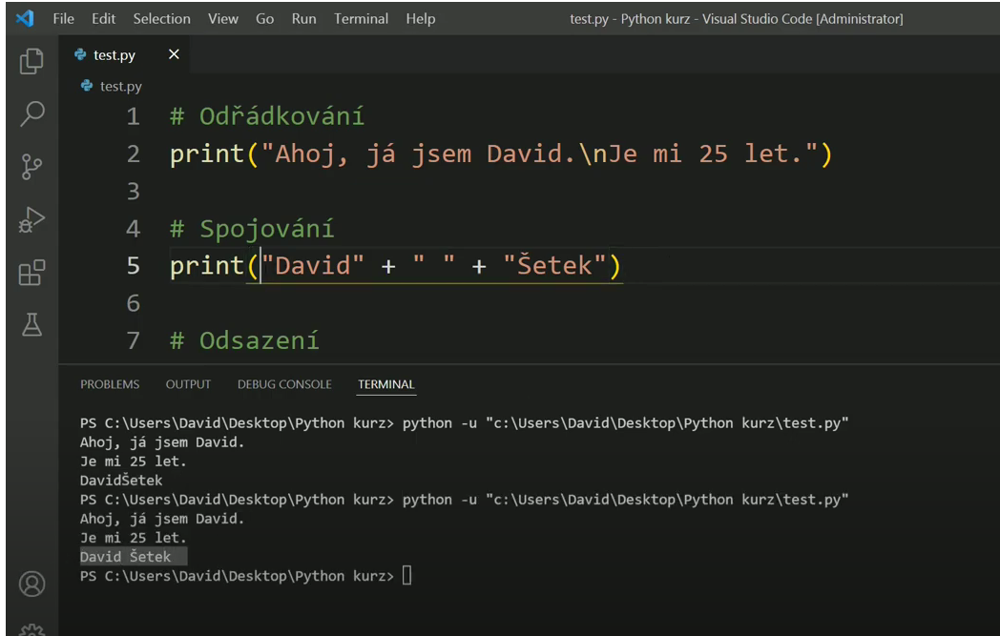 File Edit Selection View Go Run Terminal Help test.py - Python kurz - Visual Studio Code [Administrator]
test.py
test.py
1 # Odřádkování
2 print("Ahoj, já jsem David.\nJe mi 25 let.")
3
4 # Spojování
5 print("David" + " " + "Šetek")
6
7 # Odsazení
PROBLEMS OUTPUT DEBUG CONSOLE TERMINAL
PS C:\Users\David\Desktop\Python kurz> python -u "c:\Users\David\Desktop\Python kurz\test.py"
Ahoj, já jsem David.
Je mi 25 let.
DavidŠetek
PS C:\Users\David\Desktop\Python kurz> python -u "c:\Users\David\Desktop\Python kurz\test.py"
Ahoj, já jsem David.
Je mi 25 let.
David Šetek
PS C:\Users\David\Desktop\Python kurz>